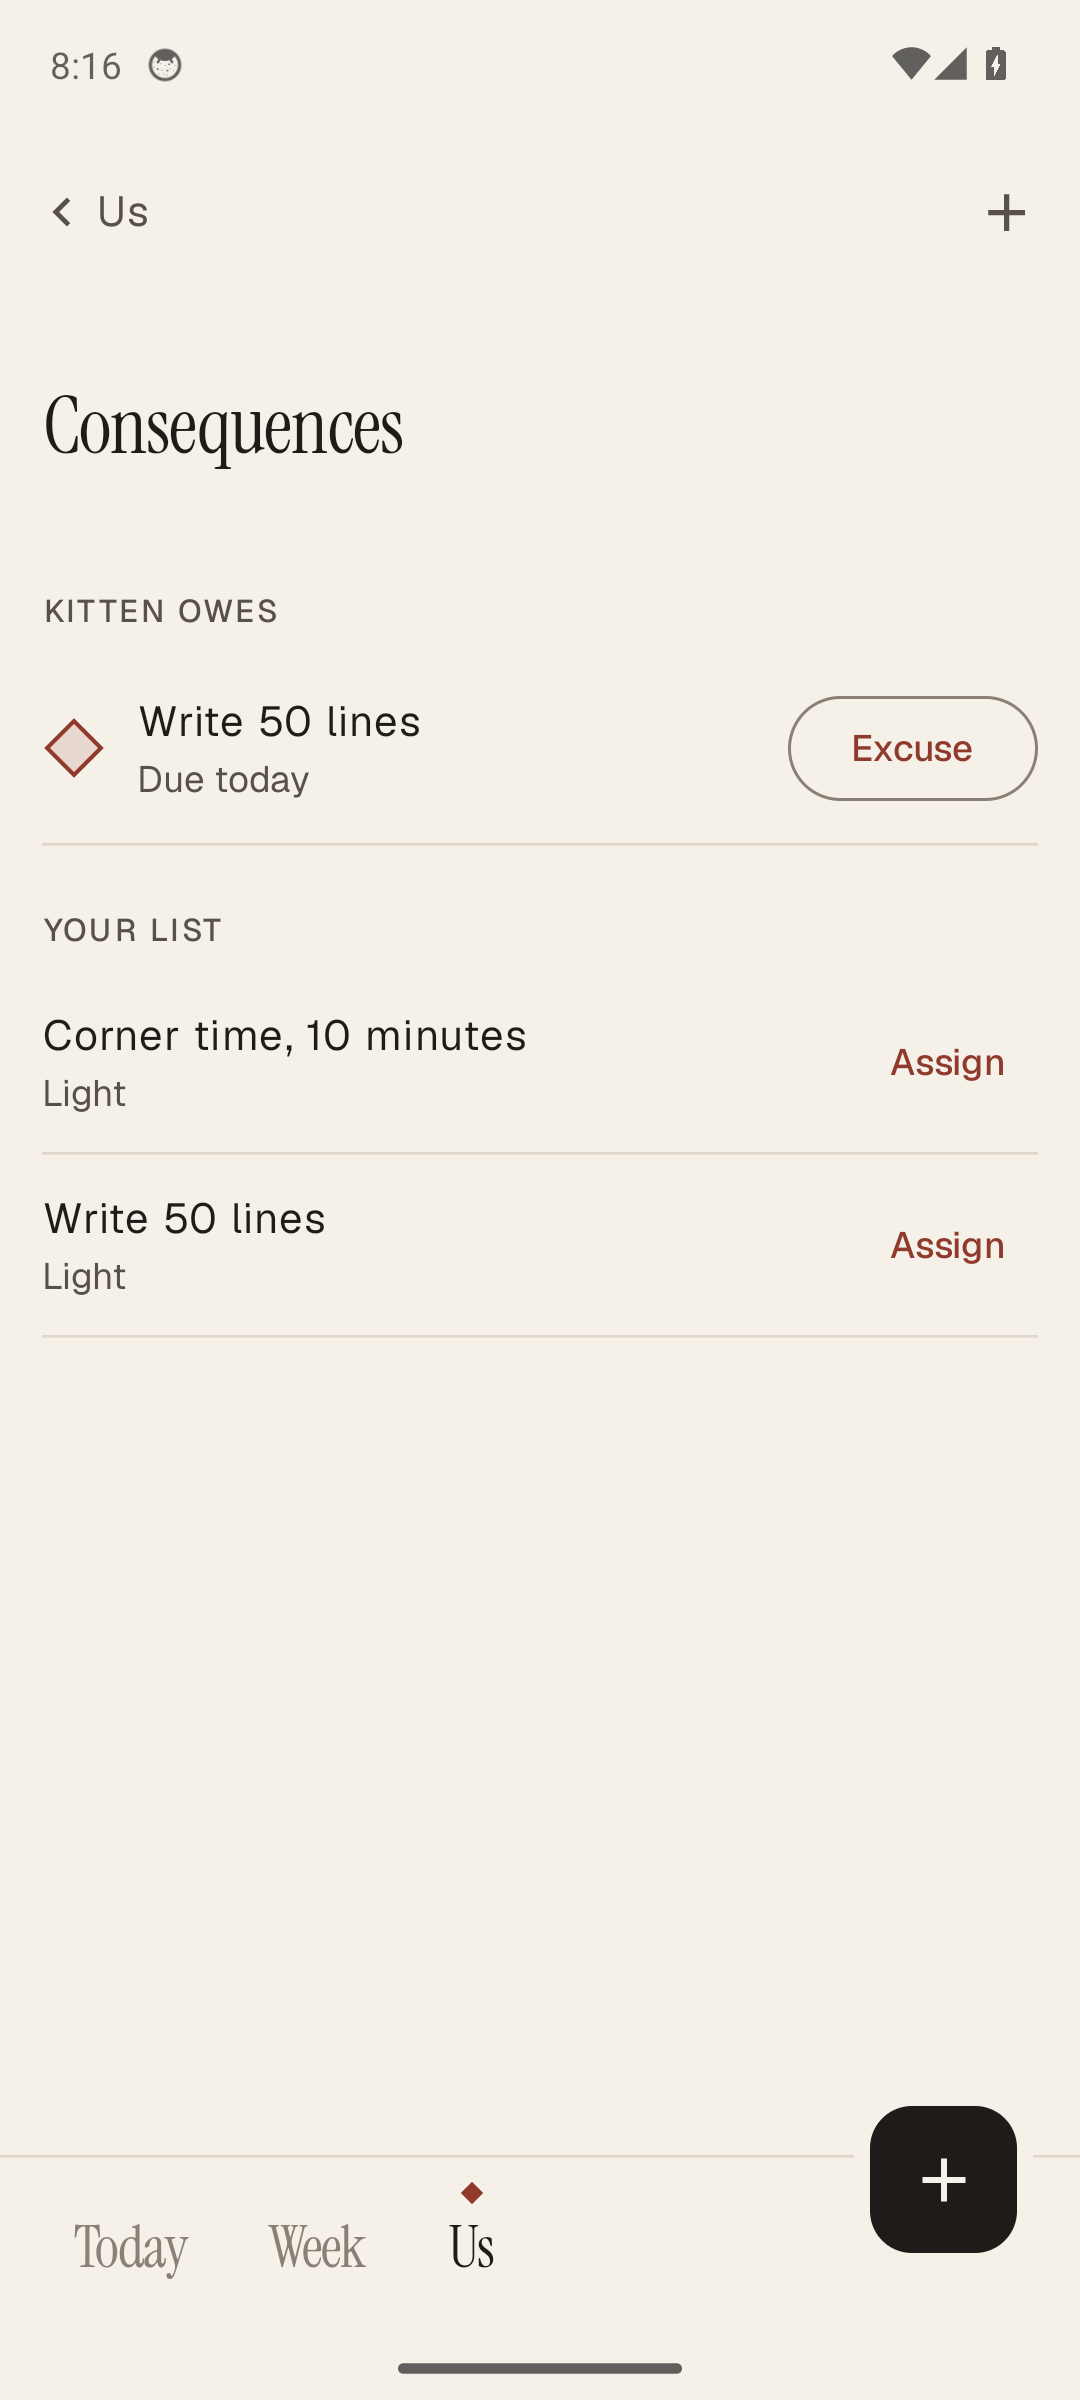 8:16
Us
Consequences
KITTEN OWES
Write 50 lines
Due today
Excuse
YOUR LIST
Corner time, 10 minutes
Light
Assign
Write 50 lines
Light
Assign
Today
Week
Us